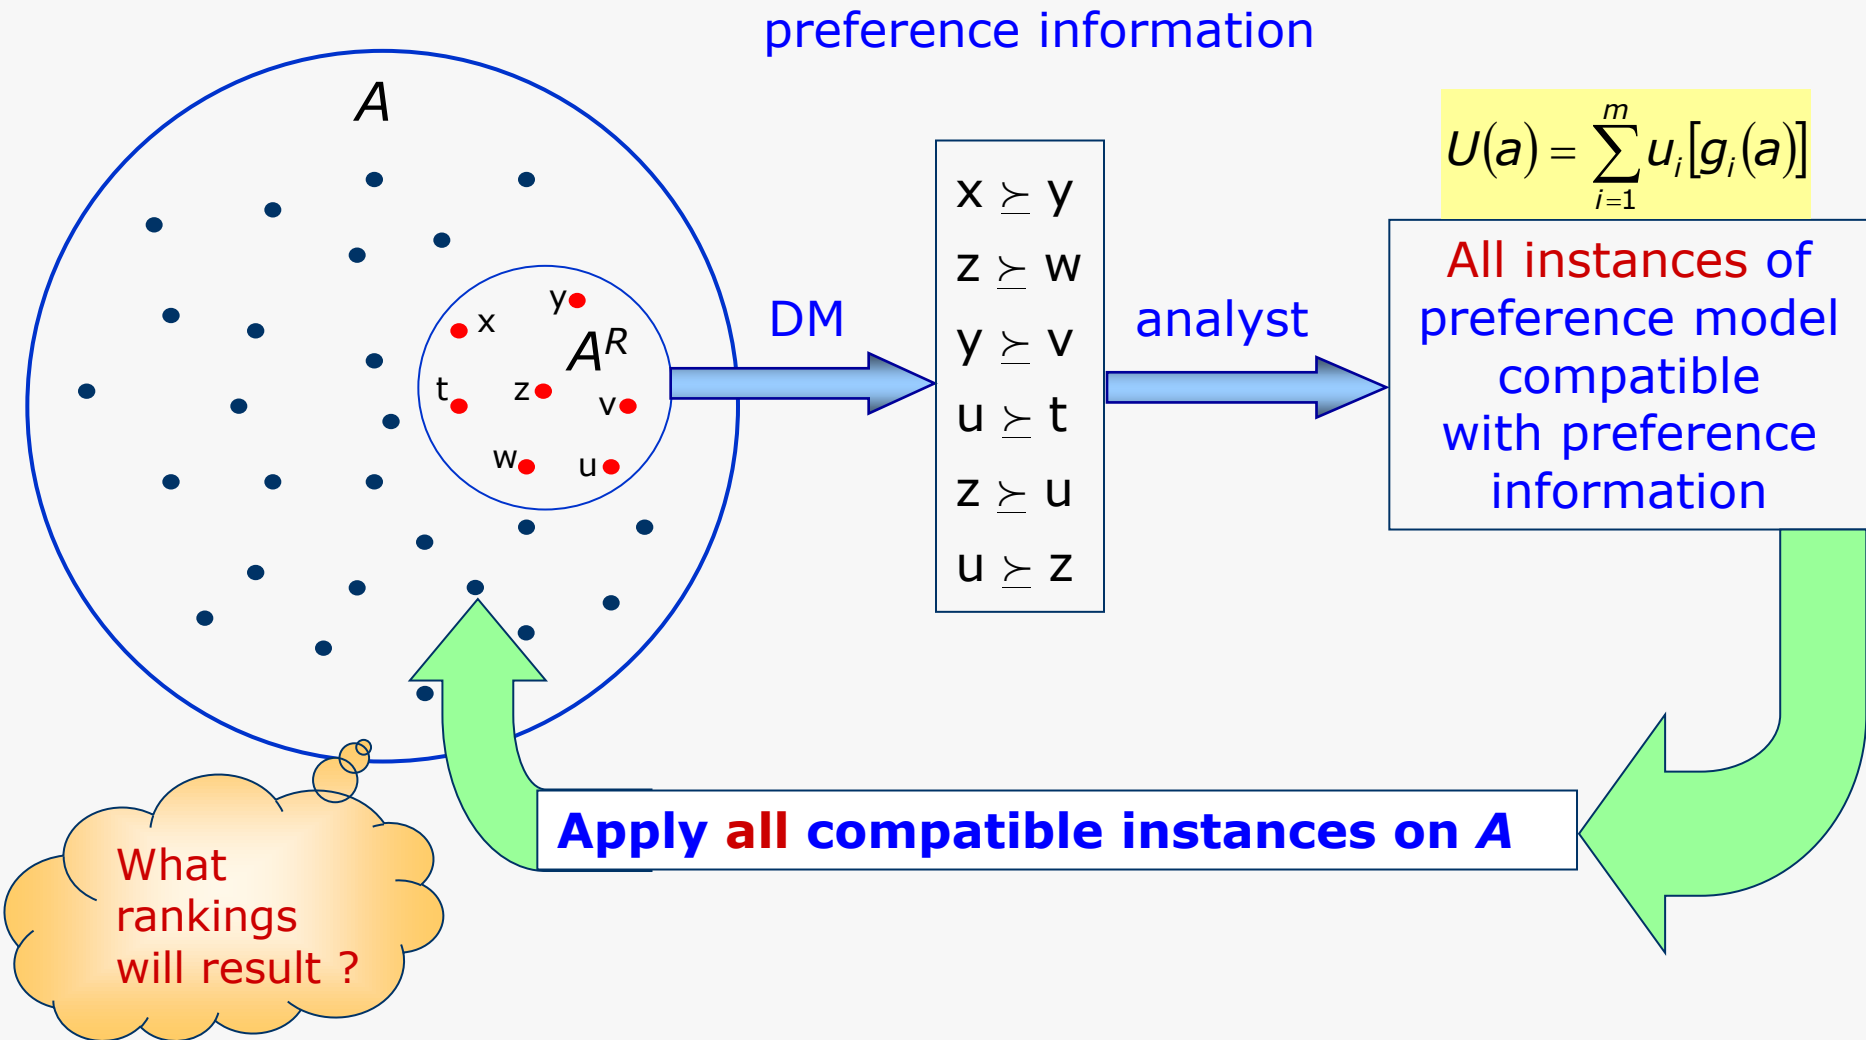 preference information
A
y
x
A^R
t
z
v
w
u
DM
x ⪰ y
z ⪰ w
y ⪰ v
u ⪰ t
z ⪰ u
u ⪰ z
analyst
U(a) = ∑_{i=1}^{m} u_i[g_i(a)]
All instances of
preference model
compatible
with preference
information
Apply all compatible instances on A
What
rankings
will result ?